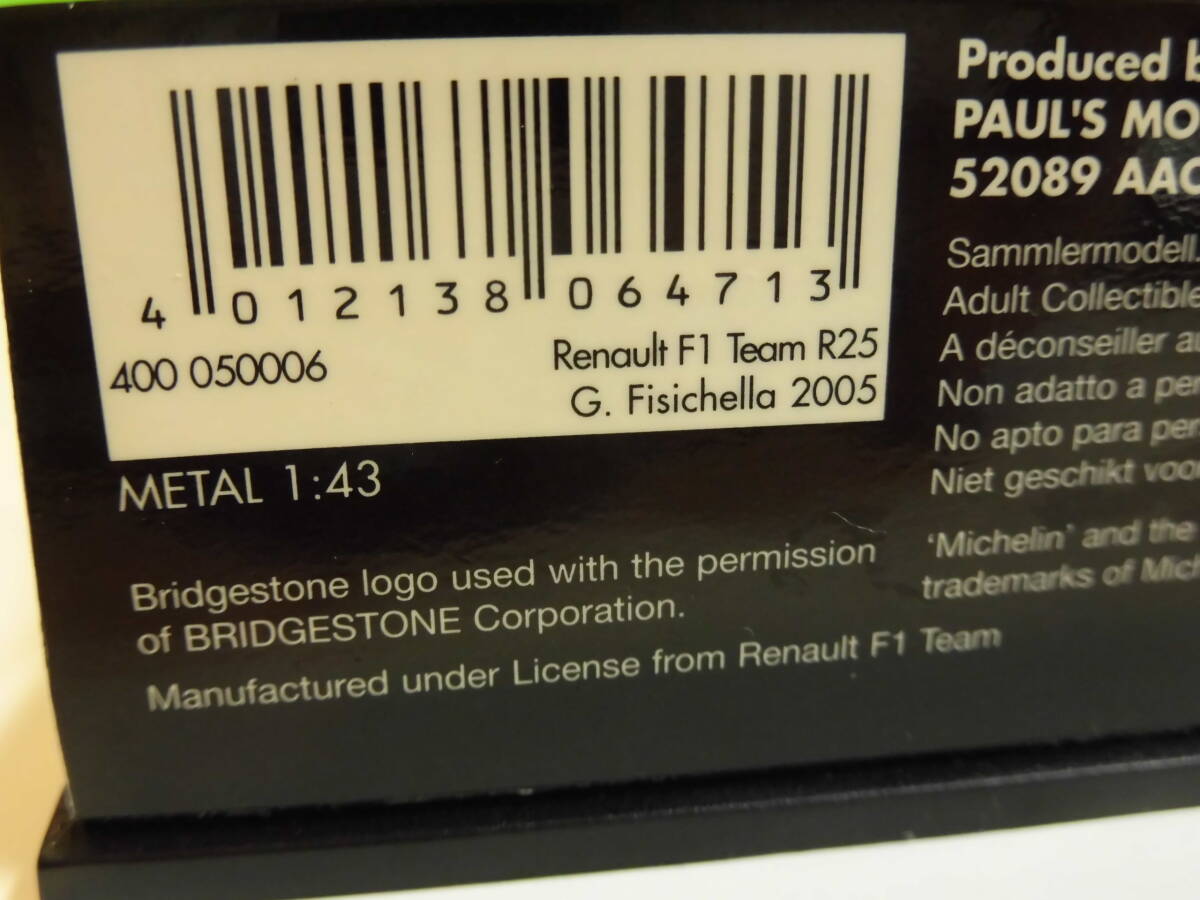 4 012138 064713
400 050006
Renault F1 Team R25
G. Fisichella 2005
METAL 1:43
Bridgestone logo used with the permission
of BRIDGESTONE Corporation.
Manufactured under License from Renault F1 Team
Produced
PAUL'S
52089
Sammlermodell.
Adult Collectible
A déconseiller
Non adatto a
No apto para
Niet geschikt
'Michelin' and the
trademarks of